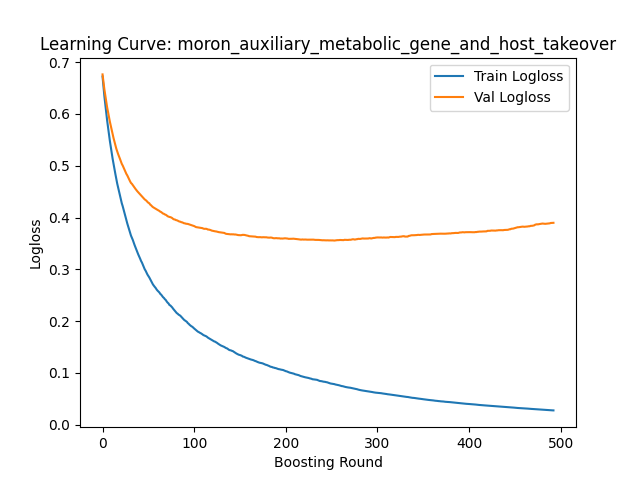 Learning Curve: moron_auxiliary_metabolic_gene_and_host_takeover
Train Logloss
Val Logloss
Logloss
0.7
0.6
0.5
0.4
0.3
0.2
0.1
0.0
0 100 200 300 400 500
Boosting Round